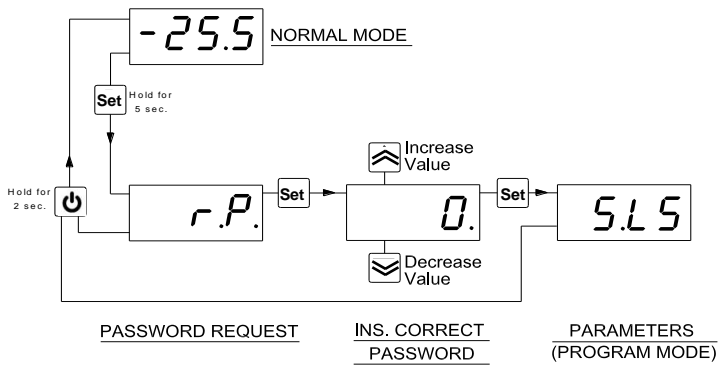 -25.5
NORMAL MODE
Set
Hold for
5 sec.
Increase
Value
Hold for
2 sec.
r.P.
Set
0.
Set
S.LS
Decrease
Value
PASSWORD REQUEST
INS. CORRECT
PASSWORD
PARAMETERS
(PROGRAM MODE)